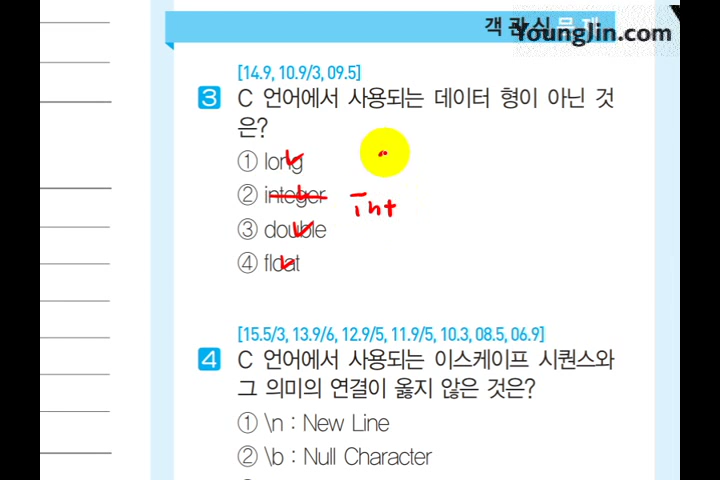 객관식 문제
YoungJin.com
[14.9, 10.9/3, 09.5]
3 C 언어에서 사용되는 데이터 형이 아닌 것
은?
① long
② integer int
③ double
④ float
[15.5/3, 13.9/6, 12.9/5, 11.9/5, 10.3, 08.5, 06.9]
4 C 언어에서 사용되는 이스케이프 시퀀스와
그 의미의 연결이 옳지 않은 것은?
① \n : New Line
② \b : Null Character